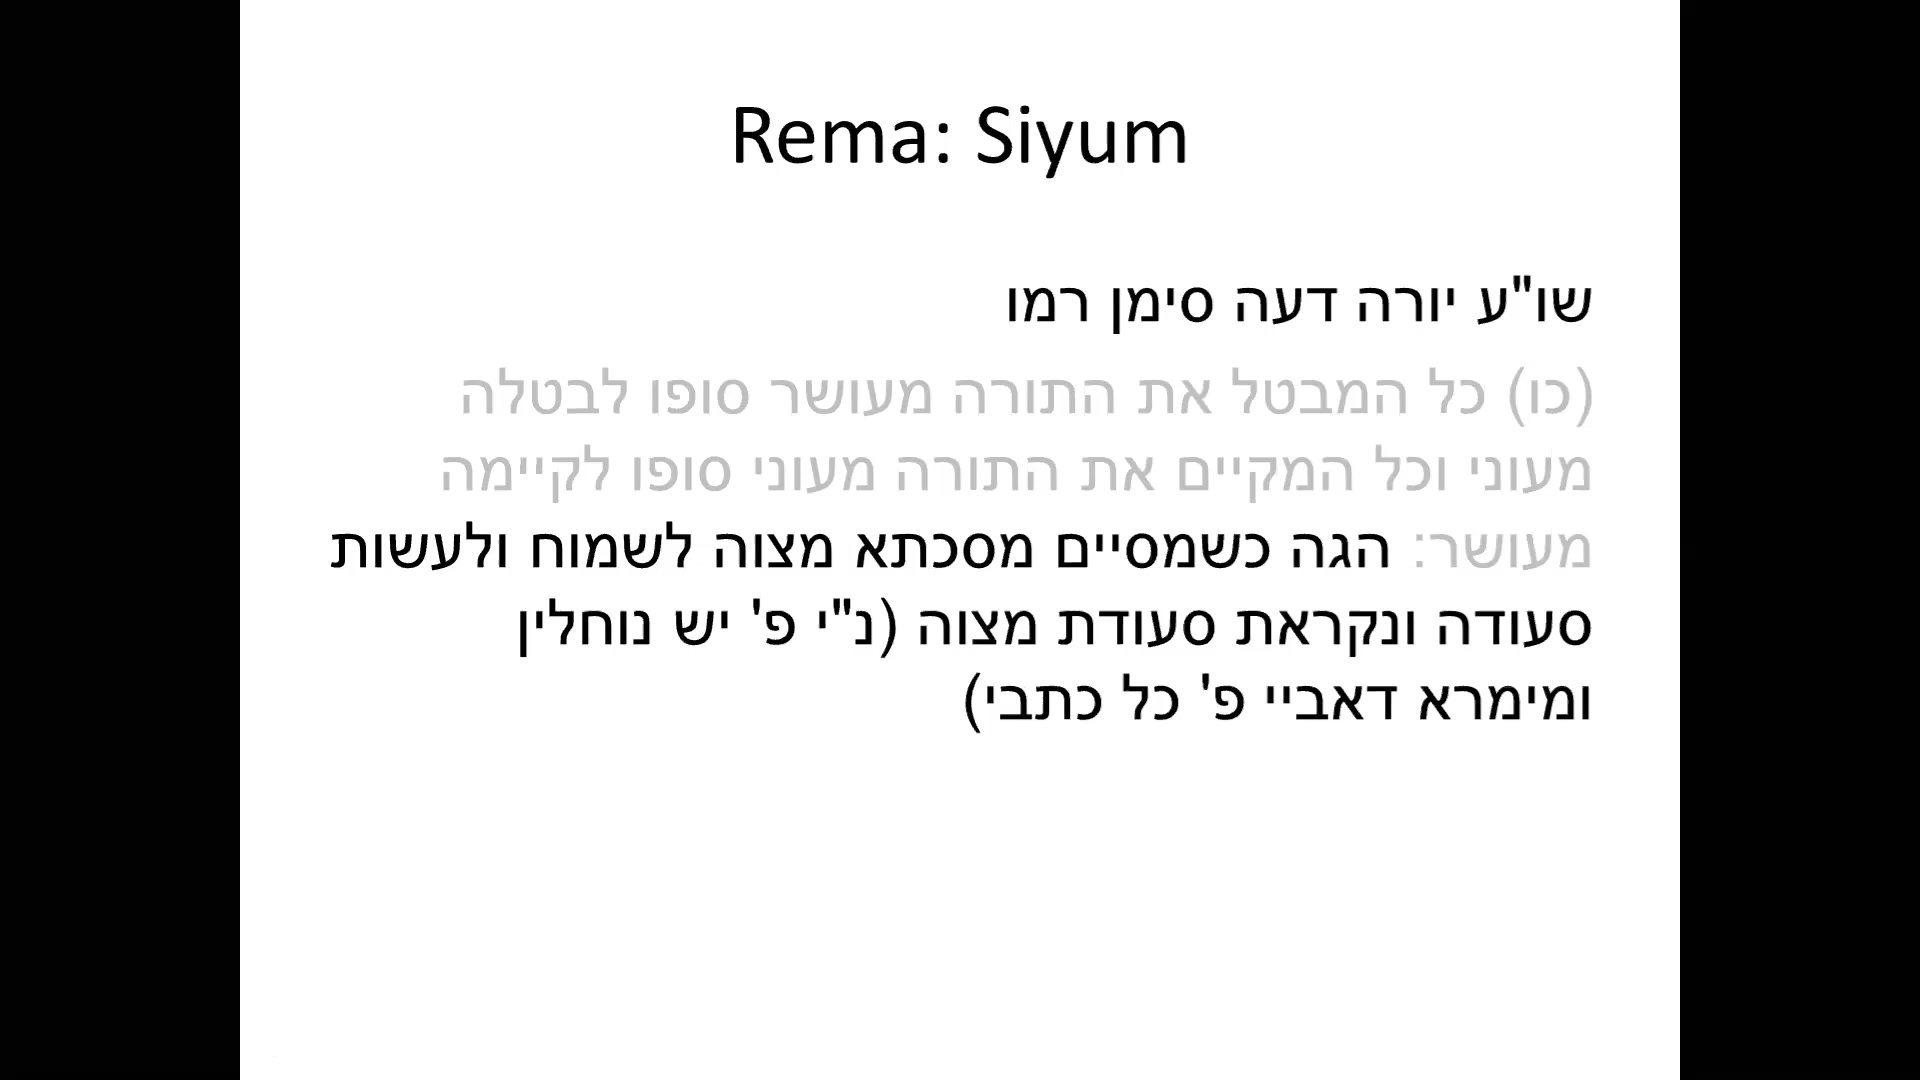 Rema: Siyum
שו"ע יורה דעה סימן רמו
(כו) כל המבטל את התורה מעושר סופו לבטלה
מעוני וכל המקיים את התורה מעוני סופו לקיימה
מעושר: הגה כשמסיים מסכתא מצוה לשמוח ולעשות
סעודה ונקראת סעודת מצוה (נ"י פ' יש נוחלין
ומימרא דאביי פ' כל כתבי)